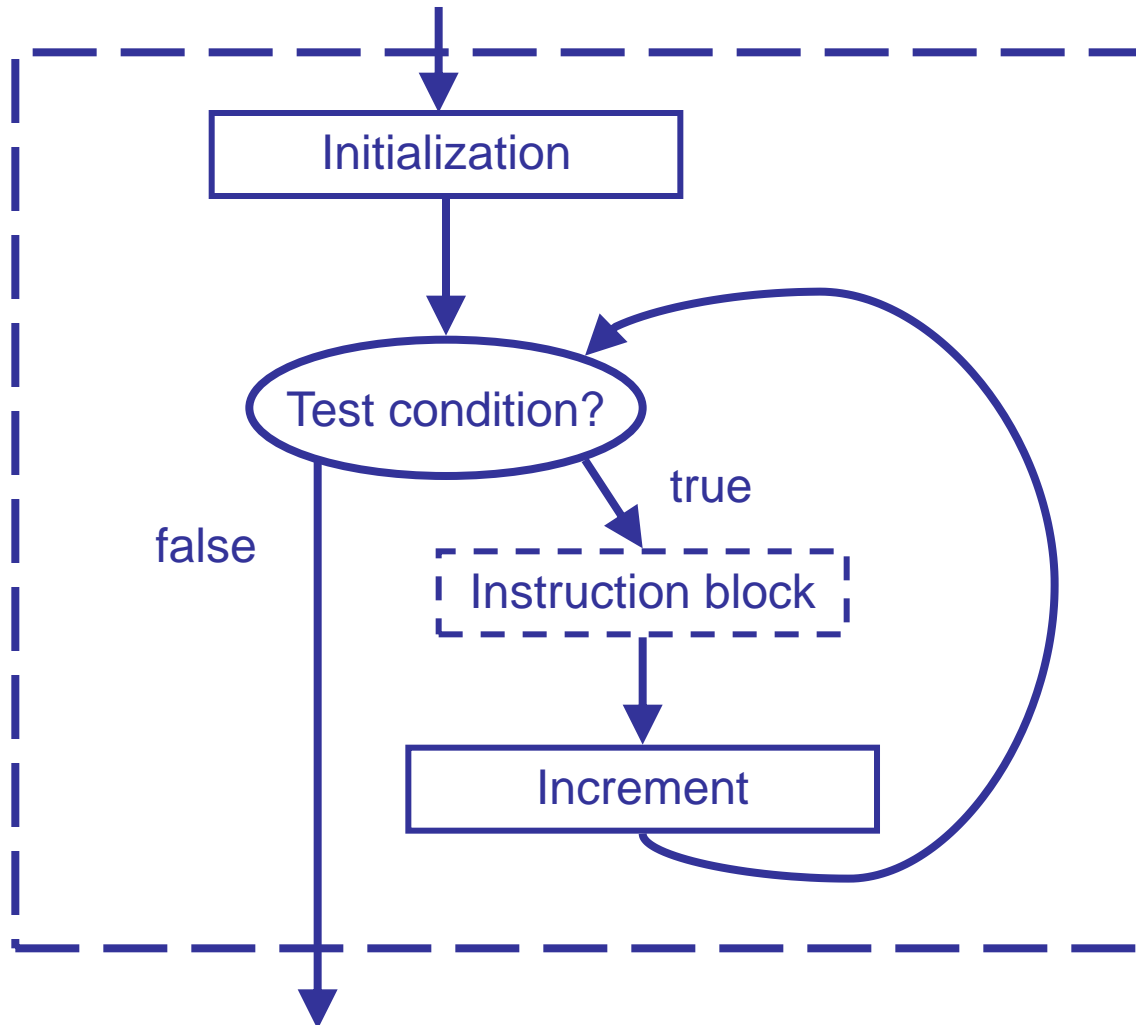 Initialization
Test condition?
true
false
Instruction block
Increment